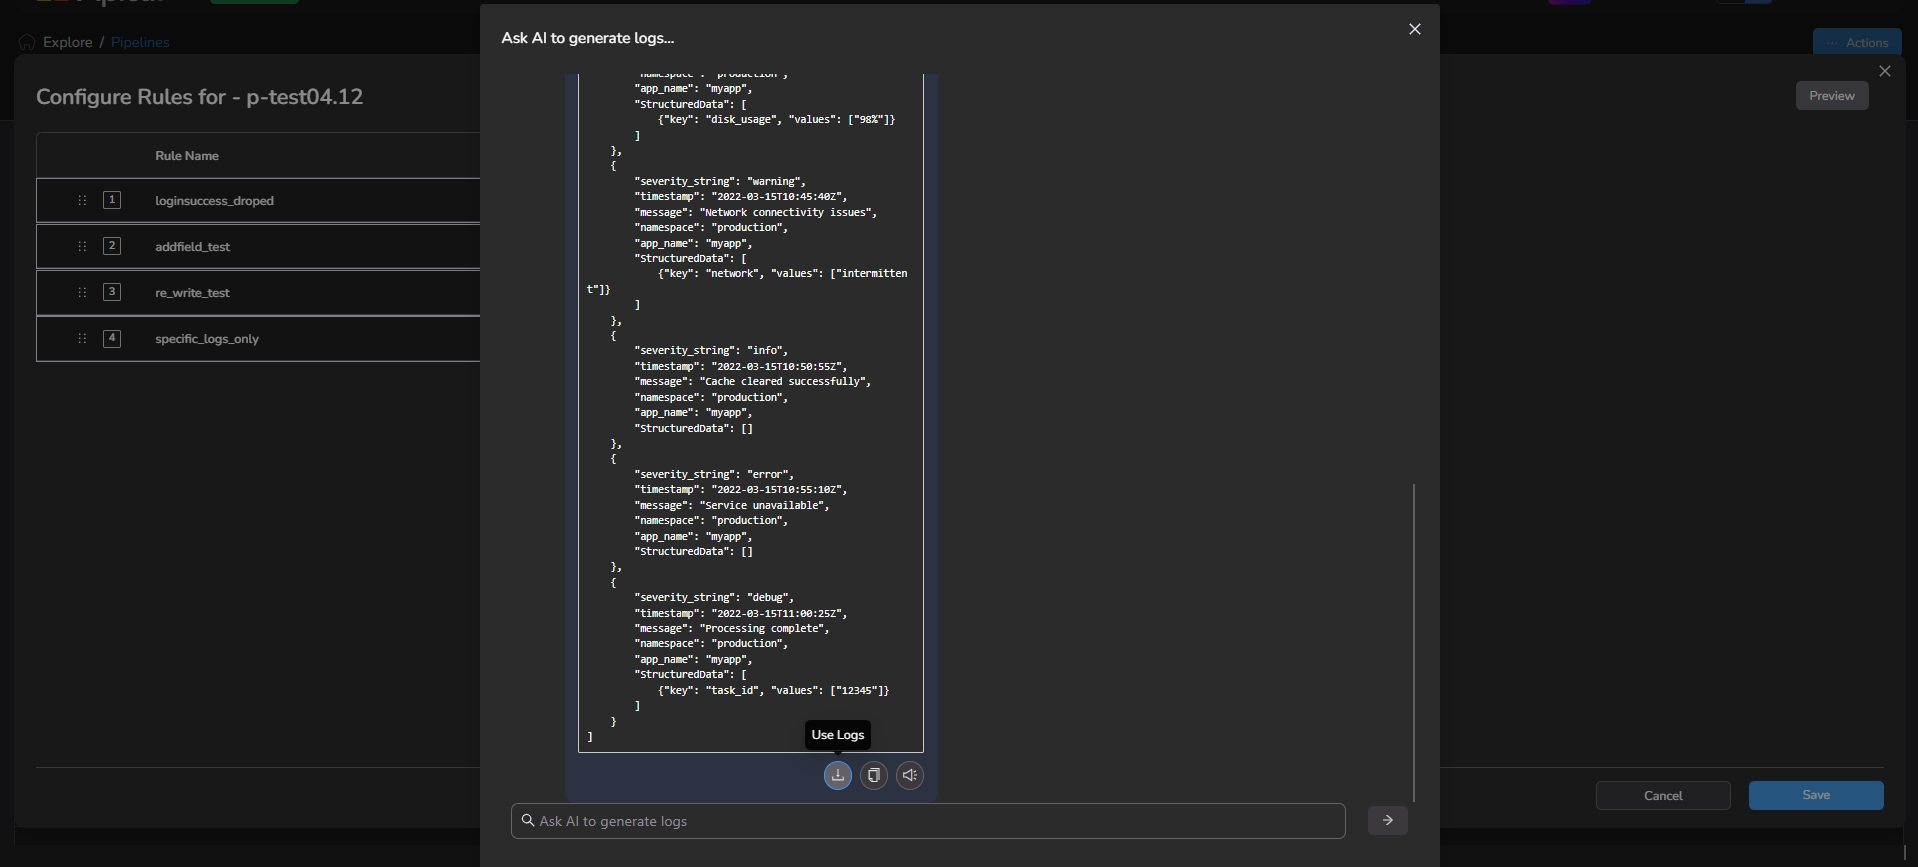 Explore / Pipelines
Actions
Configure Rules for - p-test04.12
Preview
Rule Name
1 loginsuccess_droped
2 addfield_test
3 re_write_test
4 specific_logs_only
Cancel
Save
Ask AI to generate logs...
"namespace": "production",
"app_name": "myapp",
"StructuredData": [
{"key": "disk_usage", "values": ["98%"]}
]
},
{
"severity_string": "warning",
"timestamp": "2022-03-15T10:45:40Z",
"message": "Network connectivity issues",
"namespace": "production",
"app_name": "myapp",
"StructuredData": [
{"key": "network", "values": ["intermitten
t"]}
]
},
{
"severity_string": "info",
"timestamp": "2022-03-15T10:50:55Z",
"message": "Cache cleared successfully",
"namespace": "production",
"app_name": "myapp",
"StructuredData": []
},
{
"severity_string": "error",
"timestamp": "2022-03-15T10:55:10Z",
"message": "Service unavailable",
"namespace": "production",
"app_name": "myapp",
"StructuredData": []
},
{
"severity_string": "debug",
"timestamp": "2022-03-15T11:00:25Z",
"message": "Processing complete",
"namespace": "production",
"app_name": "myapp",
"StructuredData": [
{"key": "task_id", "values": ["12345"]}
]
}
]
Use Logs
Ask AI to generate logs